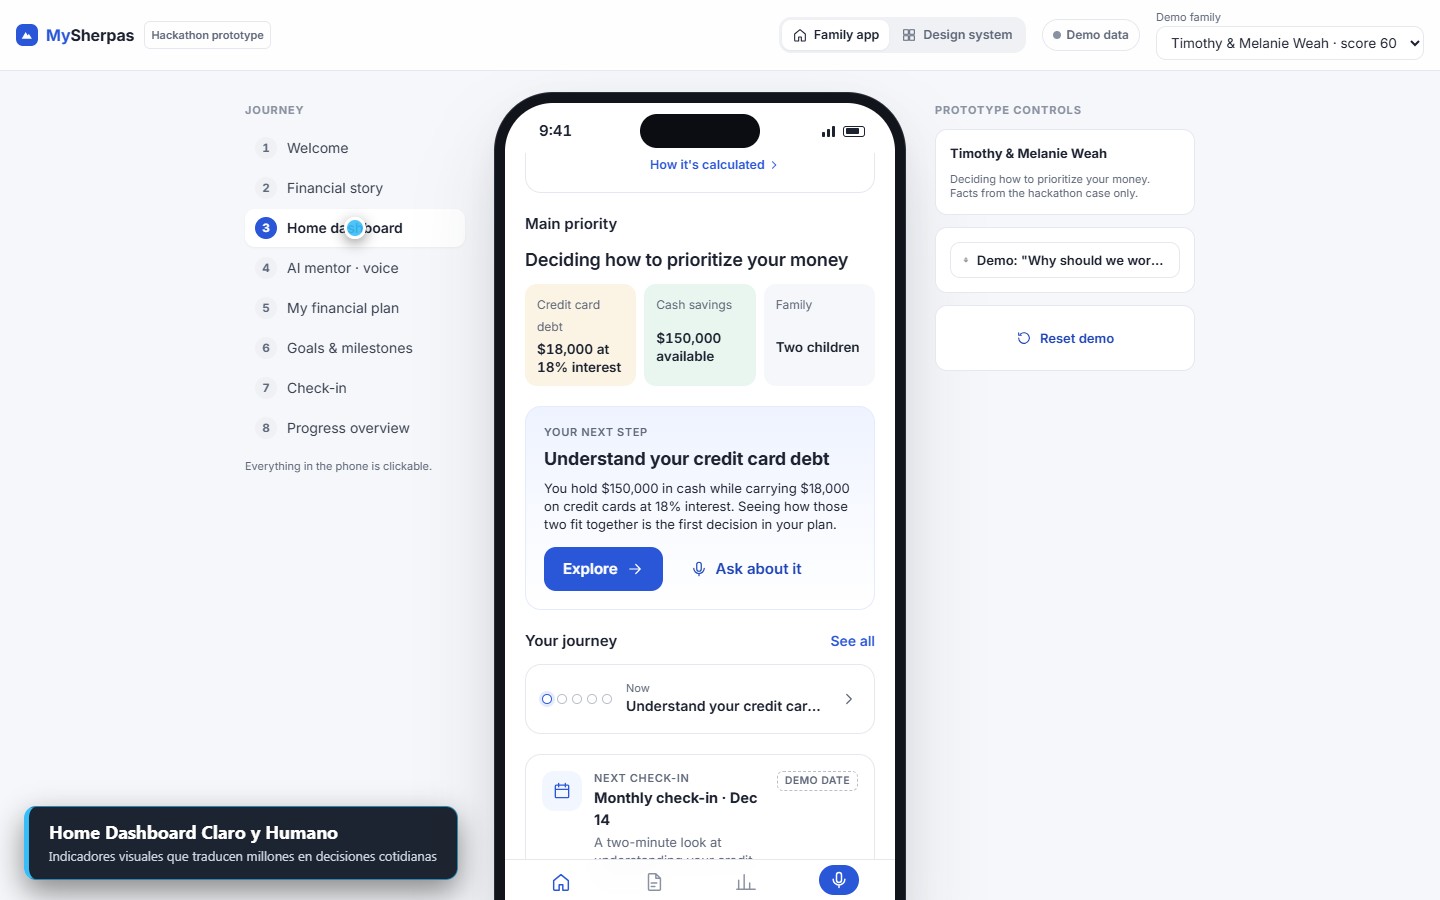 MySherpas
Hackathon prototype
Family app
Design system
Demo data
Demo family
Timothy & Melanie Weah · score 60
JOURNEY
1 Welcome
2 Financial story
3 Home dashboard
4 AI mentor · voice
5 My financial plan
6 Goals & milestones
7 Check-in
8 Progress overview
Everything in the phone is clickable.
9:41
How it's calculated
Main priority
Deciding how to prioritize your money
Credit card
debt
$18,000 at
18% interest
Cash savings
$150,000
available
Family
Two children
YOUR NEXT STEP
Understand your credit card debt
You hold $150,000 in cash while carrying $18,000
on credit cards at 18% interest. Seeing how those
two fit together is the first decision in your plan.
Explore
Ask about it
Your journey
See all
Now
Understand your credit car...
NEXT CHECK-IN
DEMO DATE
Monthly check-in · Dec
14
A two-minute look at
understanding your credit
PROTOTYPE CONTROLS
Timothy & Melanie Weah
Deciding how to prioritize your money.
Facts from the hackathon case only.
Demo: "Why should we wor...
Reset demo
Home Dashboard Claro y Humano
Indicadores visuales que traducen millones en decisiones cotidianas